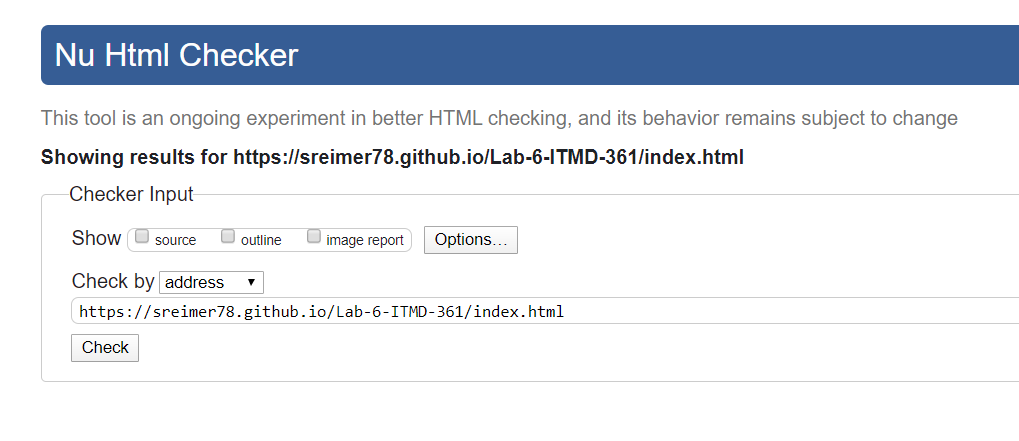 Nu Html Checker
This tool is an ongoing experiment in better HTML checking, and its behavior remains subject to change
Showing results for https://sreimer78.github.io/Lab-6-ITMD-361/index.html
Checker Input
Show source outline image report Options...
Check by address
https://sreimer78.github.io/Lab-6-ITMD-361/index.html
Check